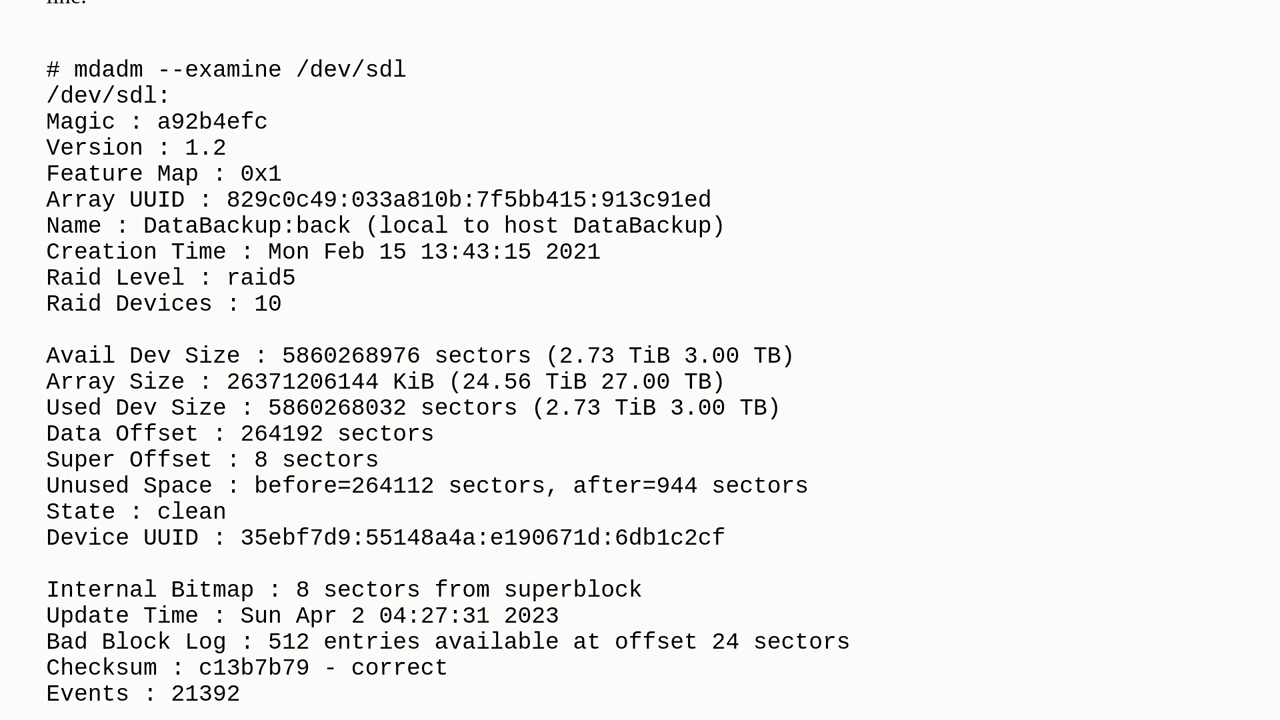 line.
# mdadm --examine /dev/sdl
/dev/sdl:
Magic : a92b4efc
Version : 1.2
Feature Map : 0x1
Array UUID : 829c0c49:033a810b:7f5bb415:913c91ed
Name : DataBackup:back (local to host DataBackup)
Creation Time : Mon Feb 15 13:43:15 2021
Raid Level : raid5
Raid Devices : 10
Avail Dev Size : 5860268976 sectors (2.73 TiB 3.00 TB)
Array Size : 26371206144 KiB (24.56 TiB 27.00 TB)
Used Dev Size : 5860268032 sectors (2.73 TiB 3.00 TB)
Data Offset : 264192 sectors
Super Offset : 8 sectors
Unused Space : before=264112 sectors, after=944 sectors
State : clean
Device UUID : 35ebf7d9:55148a4a:e190671d:6db1c2cf
Internal Bitmap : 8 sectors from superblock
Update Time : Sun Apr 2 04:27:31 2023
Bad Block Log : 512 entries available at offset 24 sectors
Checksum : c13b7b79 - correct
Events : 21392